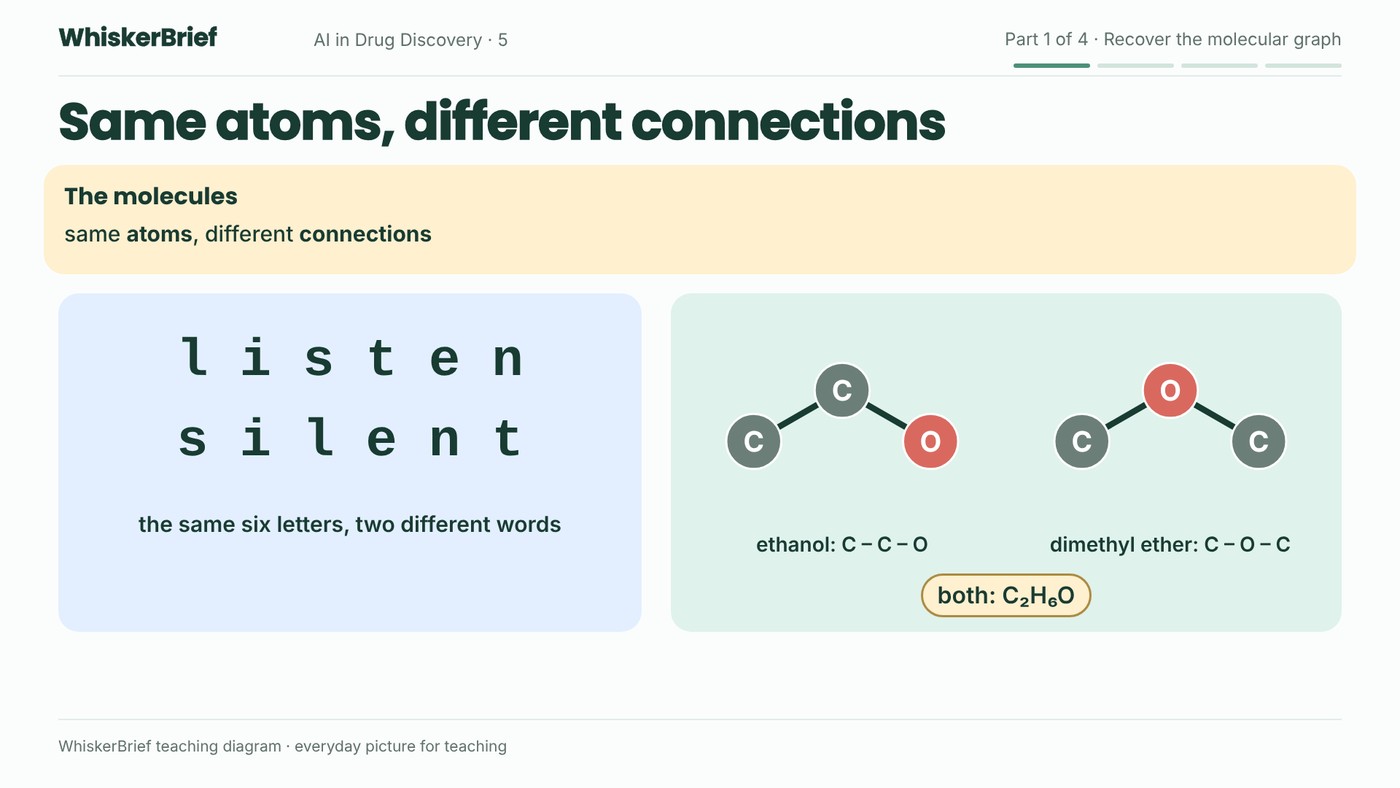 WhiskerBrief
AI in Drug Discovery · 5
Part 1 of 4 · Recover the molecular graph
Same atoms, different connections
The molecules
same atoms, different connections
l i s t e n
s i l e n t
the same six letters, two different words
C C O
C O C
ethanol: C – C – O
dimethyl ether: C – O – C
both: C₂H₆O
WhiskerBrief teaching diagram · everyday picture for teaching